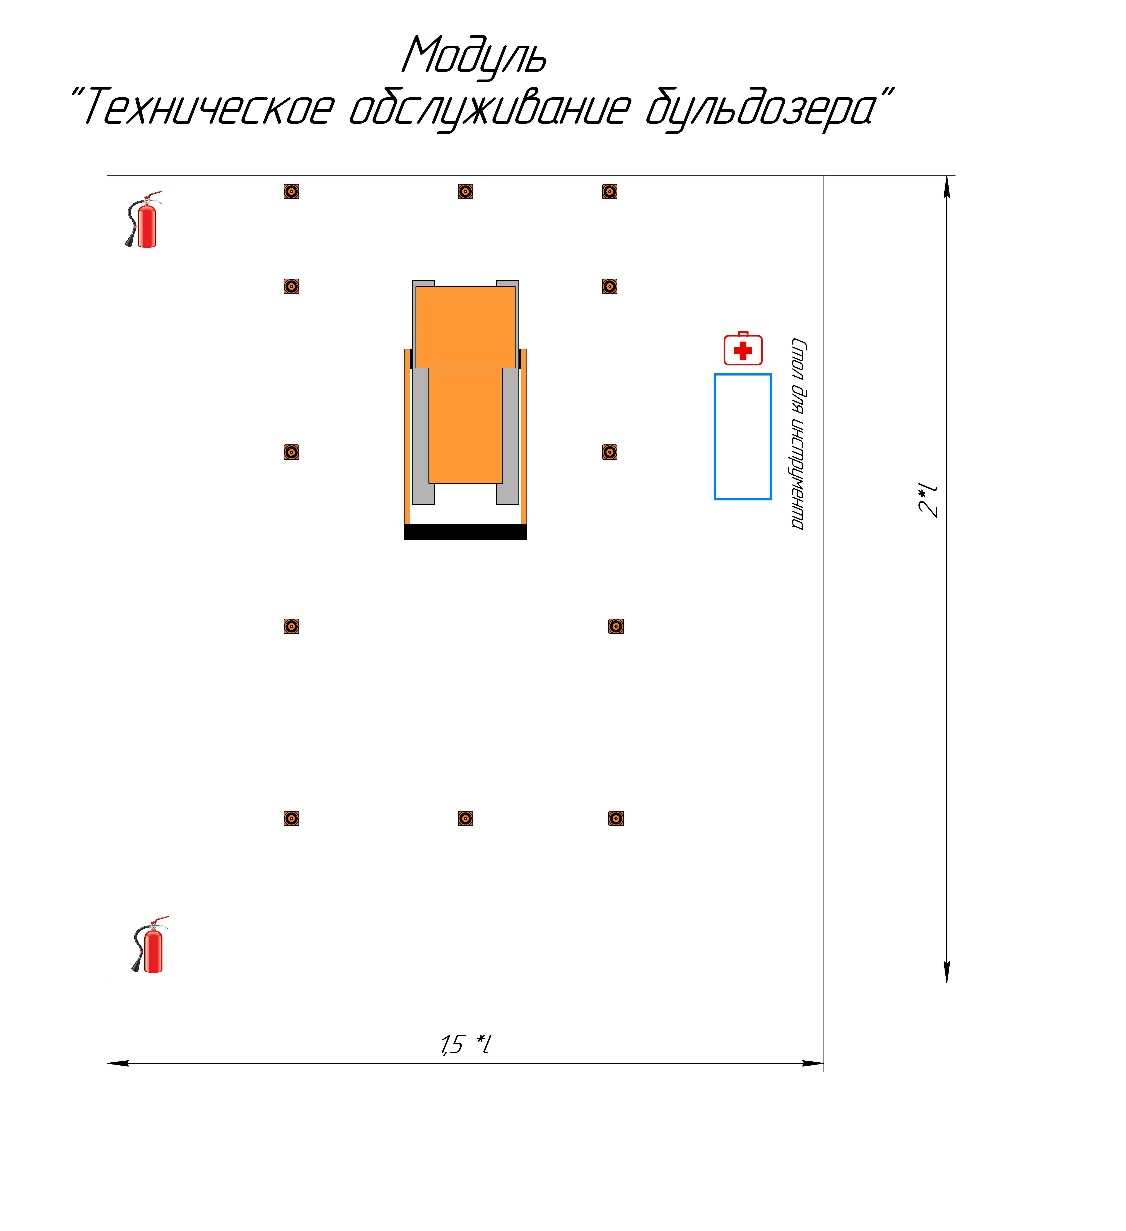 Модуль
"Техническое обслуживание бульдозера"
Стол для инструмента
2*l
1,5 *l